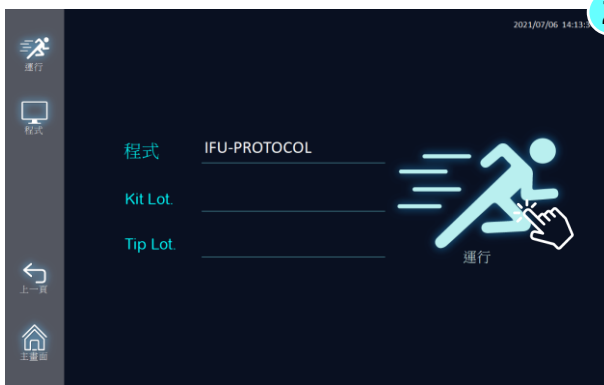 2021/07/06 14:13:
運行
程式
程式 IFU-PROTOCOL
Kit Lot.
Tip Lot.
運行
上一頁
主畫面